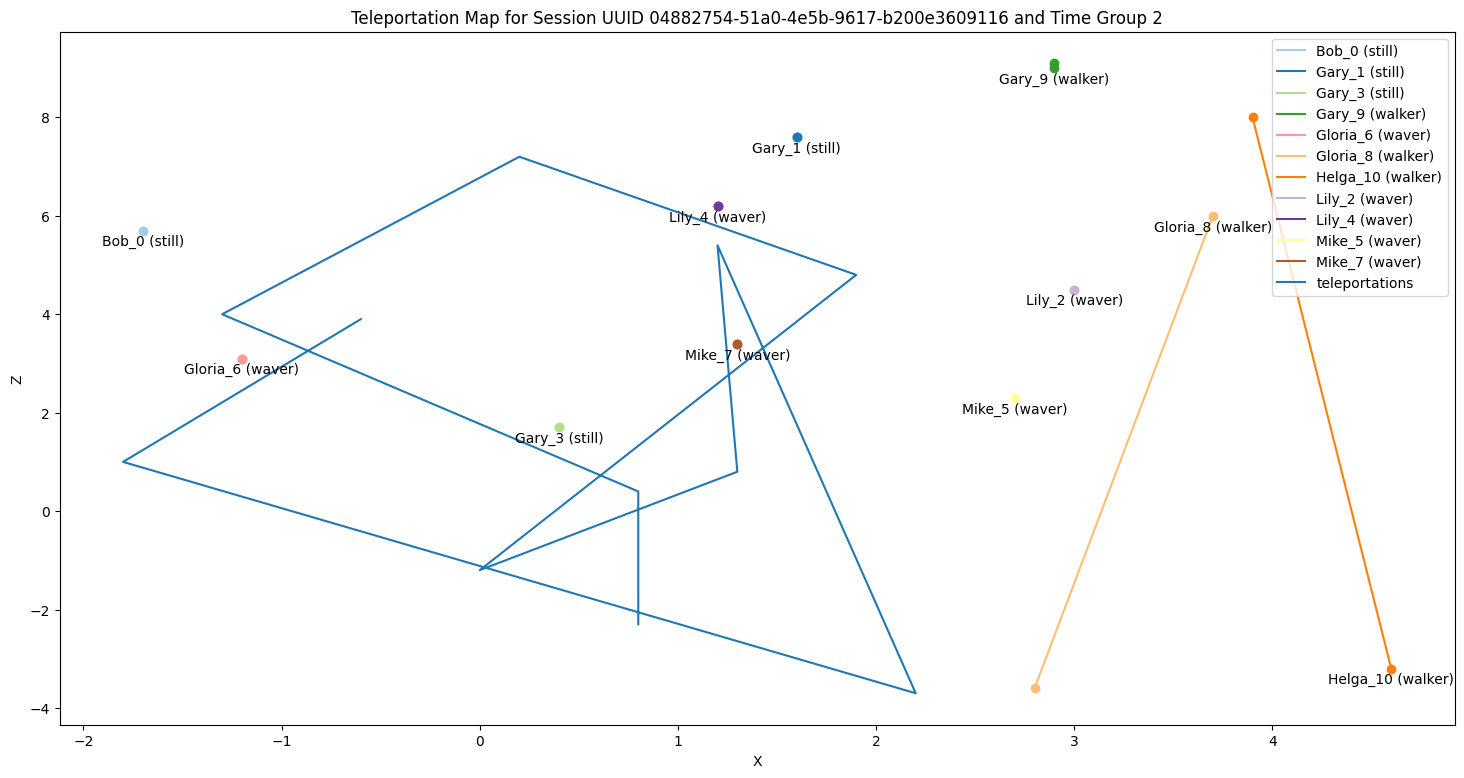 Teleportation Map for Session UUID 04882754-51a0-4e5b-9617-b200e3609116 and Time Group 2
Bob_0 (still)
Gary_1 (still)
Gary_3 (still)
Gary_9 (walker)
Gloria_6 (waver)
Gloria_8 (walker)
Helga_10 (walker)
Lily_2 (waver)
Lily_4 (waver)
Mike_5 (waver)
Mike_7 (waver)
teleportations
Gary_9 (walker)
Gary_1 (still)
Lily_4 (waver)
Gloria_8 (walker)
Bob_0 (still)
Lily_2 (waver)
Mike_7 (waver)
Gloria_6 (waver)
Mike_5 (waver)
Gary_3 (still)
Helga_10 (walker)
8
6
4
2
0
−2
−4
Z
−2
−1
0
1
2
3
4
X